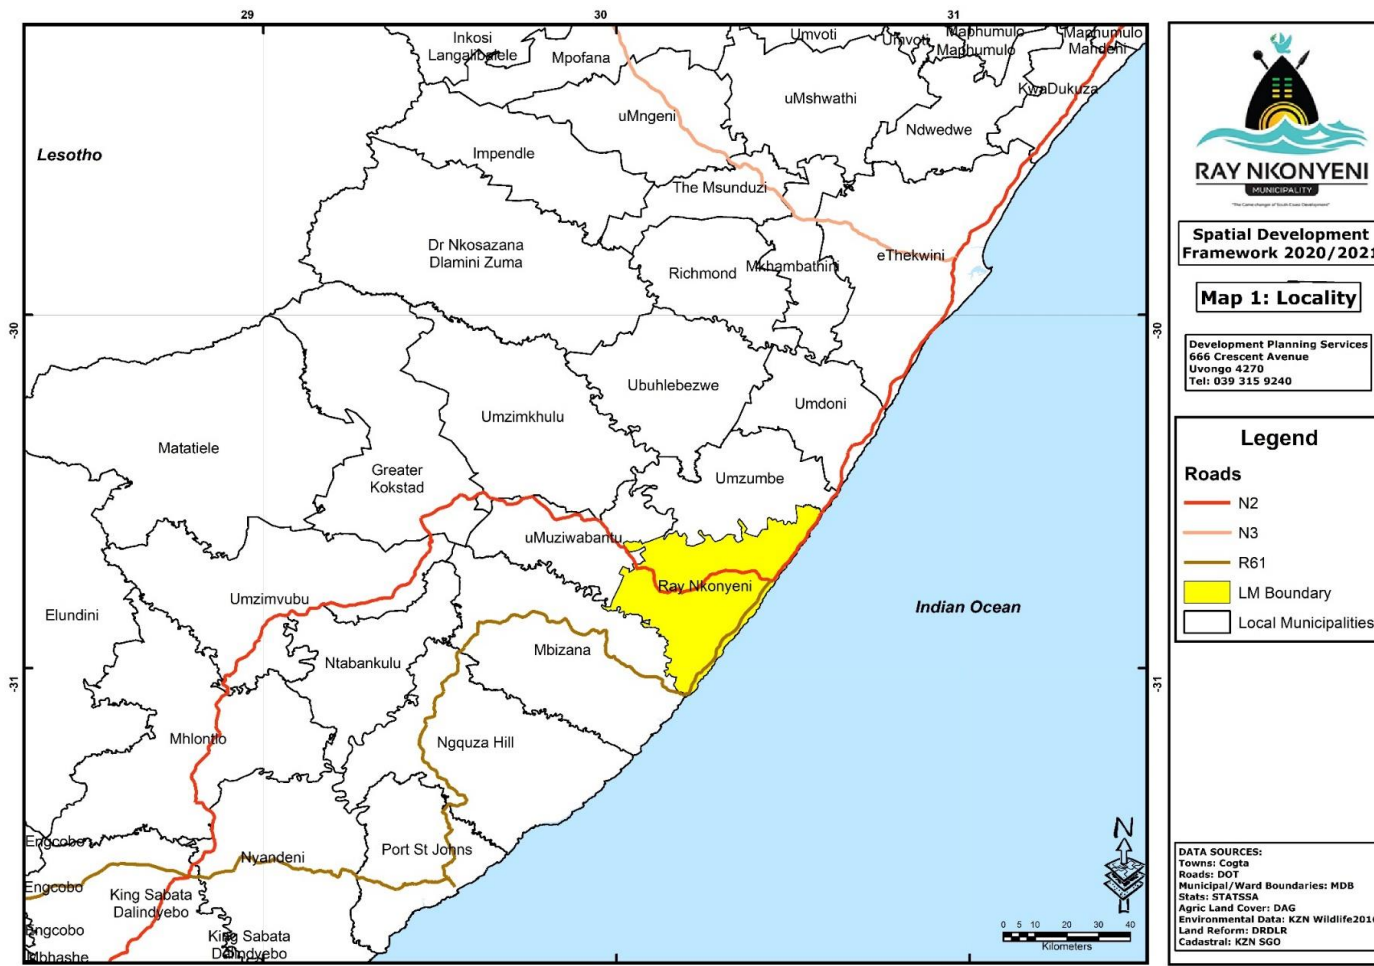 29
30
31
Inkosi
Langalibalele
Mpofana
Umvoti
Umvoti
Maphumulo
Maphumulo
Maphumulo
Mandeni
KwaDukuza
uMshwathi
uMngeni
Ndwedwe
Lesotho
Impendle
The Msunduzi
Dr Nkosazana
Dlamini Zuma
Richmond
Mkhambathini
eThekwini
-30
-30
Ubuhlebezwe
Umdoni
Umzimkhulu
Matatiele
Greater
Kokstad
Umzumbe
uMuziwabantu
Ray Nkonyeni
Umzimvubu
Elundini
Indian Ocean
Mbizana
Ntabankulu
-31
-31
Mhlontlo
Ngquza Hill
Engcobo
Nyandeni
Port St Johns
Engcobo
King Sabata
Dalindyebo
Engcobo
King Sabata
Dalindyebo
Mbhashe
N
0 5 10 20 30 40
Kilometers
RAY NKONYENI
MUNICIPALITY
Spatial Development
Framework 2020/2021
Map 1: Locality
Development Planning Services
666 Crescent Avenue
Uvongo 4270
Tel: 039 315 9240
Legend
Roads
N2
N3
R61
LM Boundary
Local Municipalities
DATA SOURCES:
Towns: Cogta
Roads: DOT
Municipal/Ward Boundaries: MDB
Stats: STATSSA
Agric Land Cover: DAG
Environmental Data: KZN Wildlife2016
Land Reform: DRDLR
Cadastral: KZN SGO